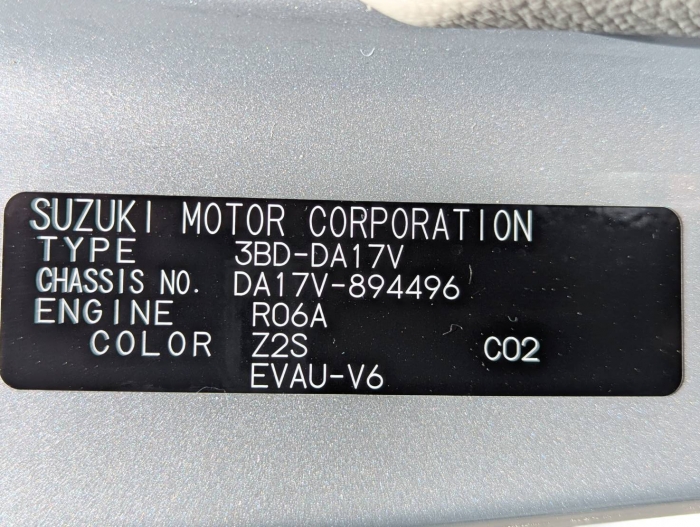 SUZUKI MOTOR CORPORATION
TYPE 3BD-DA17V
CHASSIS NO. DA17V-894496
ENGINE R06A
COLOR Z2S C02
EVAU-V6